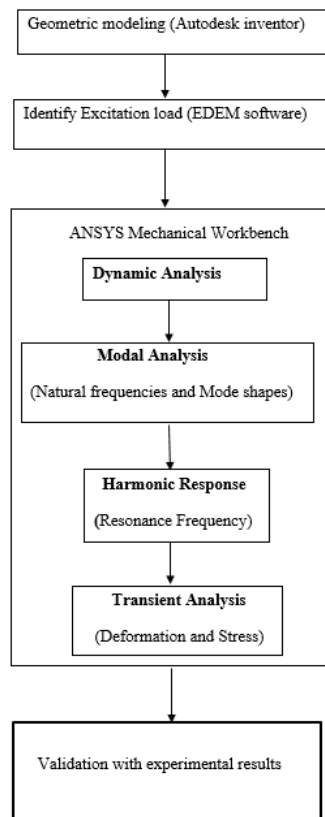 Geometric modeling (Autodesk inventor)
Identify Excitation load (EDEM software)
ANSYS Mechanical Workbench
Dynamic Analysis
Modal Analysis
(Natural frequencies and Mode shapes)
Harmonic Response
(Resonance Frequency)
Transient Analysis
(Deformation and Stress)
Validation with experimental results